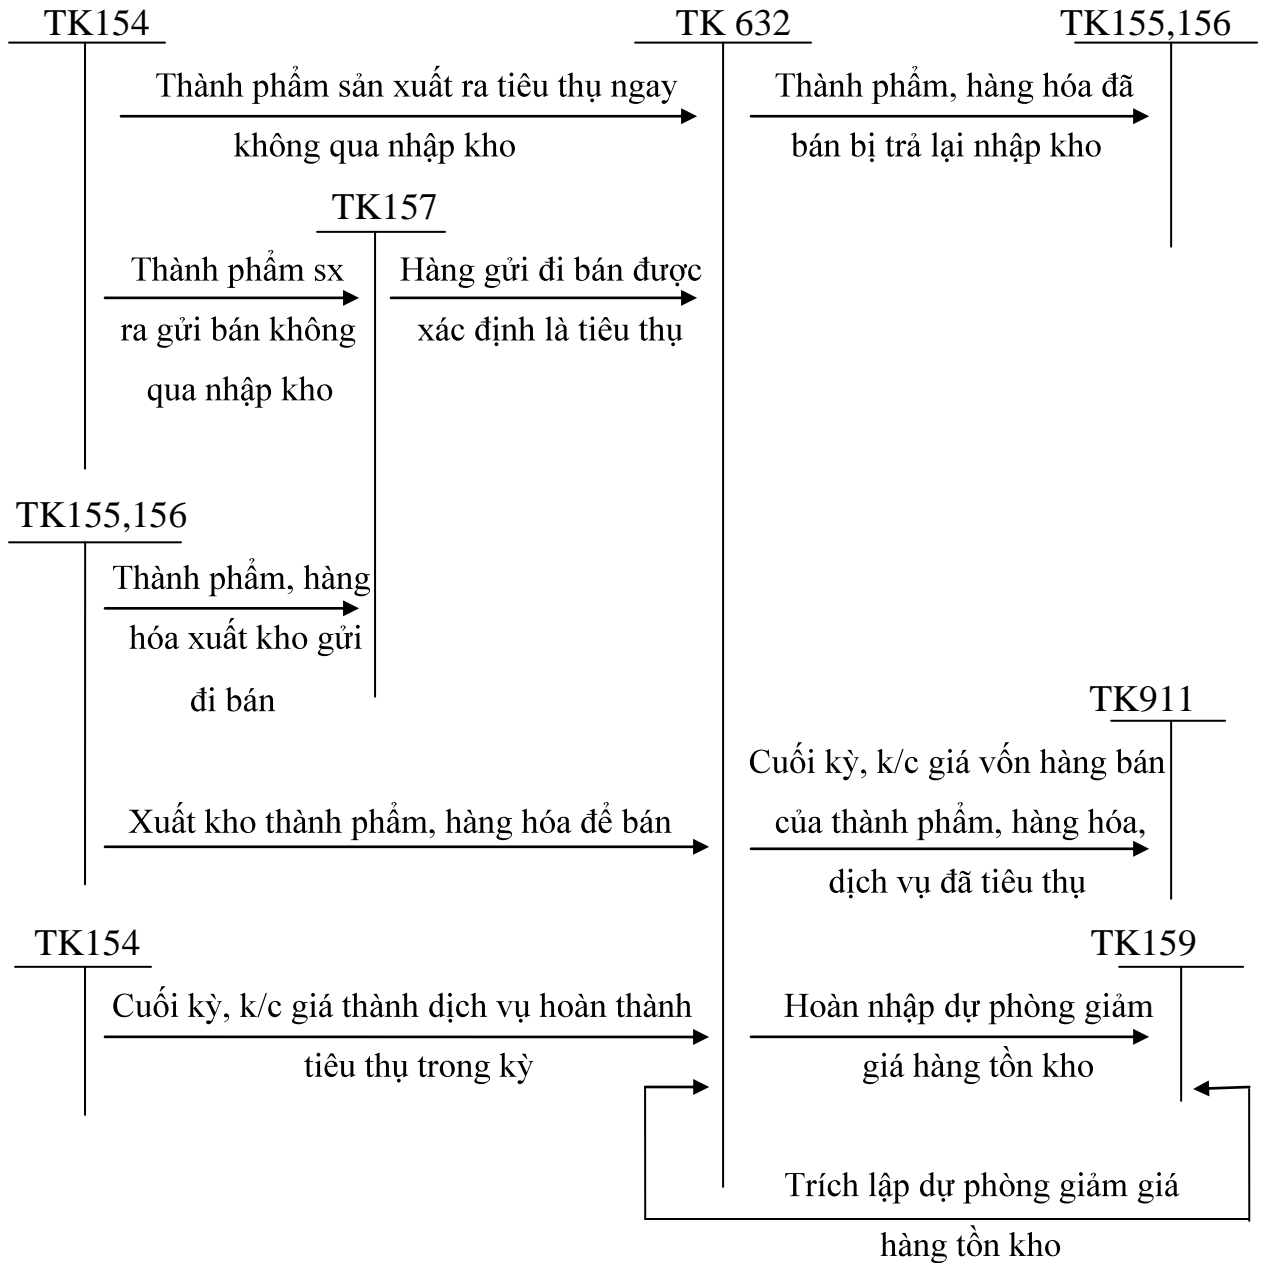 TK154
TK 632
TK155,156
Thành phẩm sản xuất ra tiêu thụ ngay
không qua nhập kho
Thành phẩm, hàng hóa đã
bán bị trả lại nhập kho
TK157
Thành phẩm sx
ra gửi bán không
qua nhập kho
Hàng gửi đi bán được
xác định là tiêu thụ
TK155,156
Thành phẩm, hàng
hóa xuất kho gửi
đi bán
TK911
Cuối kỳ, k/c giá vốn hàng bán
của thành phẩm, hàng hóa,
dịch vụ đã tiêu thụ
Xuất kho thành phẩm, hàng hóa để bán
TK154
TK159
Cuối kỳ, k/c giá thành dịch vụ hoàn thành
tiêu thụ trong kỳ
Hoàn nhập dự phòng giảm
giá hàng tồn kho
Trích lập dự phòng giảm giá
hàng tồn kho